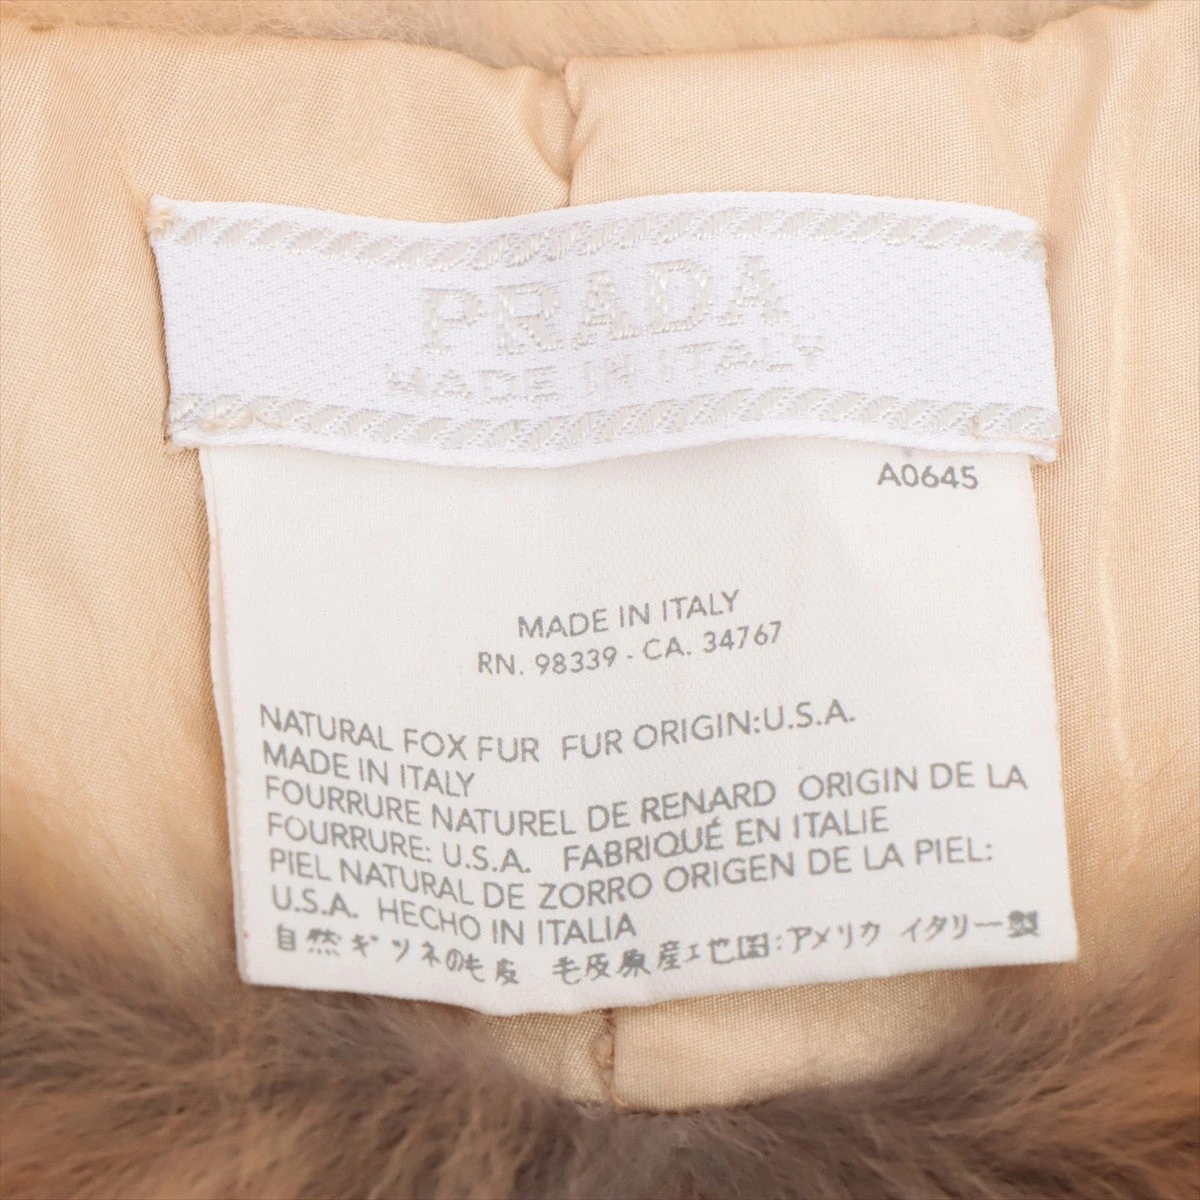 PRADA
MADE IN ITALY
A0645
MADE IN ITALY
RN. 98339 - CA. 34767
NATURAL FOX FUR FUR ORIGIN:U.S.A.
MADE IN ITALY
FOURRURE NATUREL DE RENARD ORIGIN DE LA
FOURRURE: U.S.A. FABRIQUÉ EN ITALIE
PIEL NATURAL DE ZORRO ORIGEN DE LA PIEL:
U.S.A. HECHO IN ITALIA
自然ギツネの毛皮 毛皮原産エ也国:アメリカ イタリー製